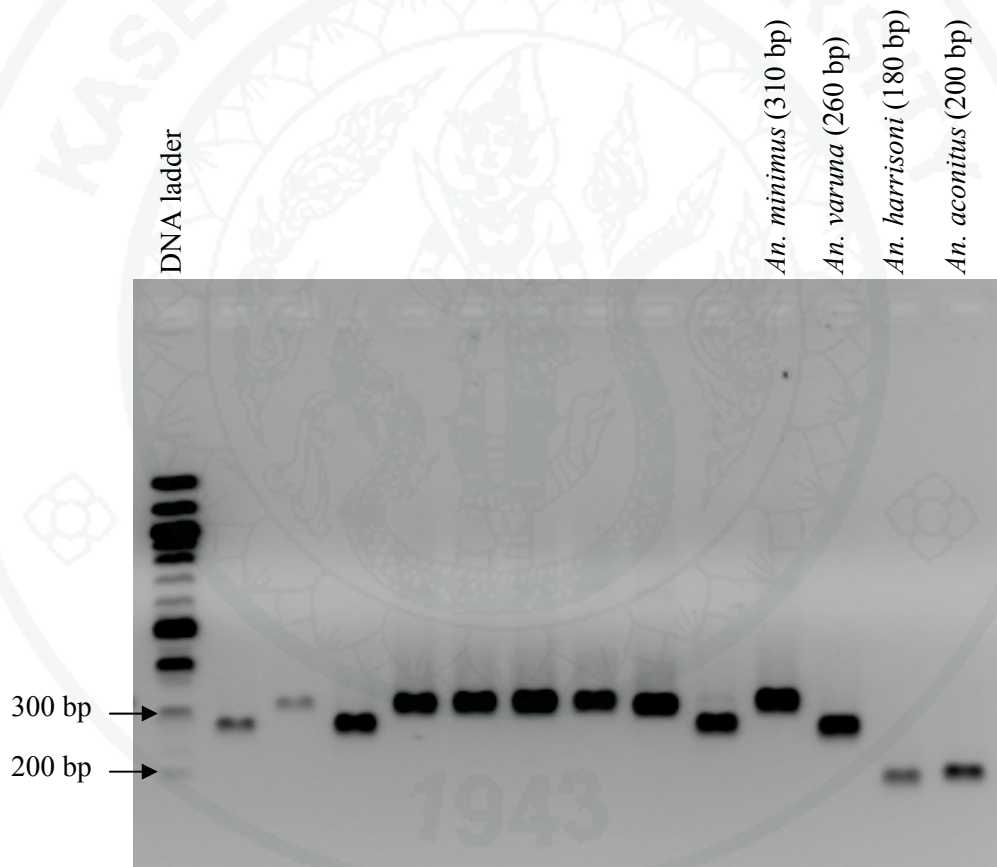 DNA ladder
An. minimus (310 bp)
An. varuna (260 bp)
An. harrisoni (180 bp)
An. aconitus (200 bp)
300 bp
200 bp
1943